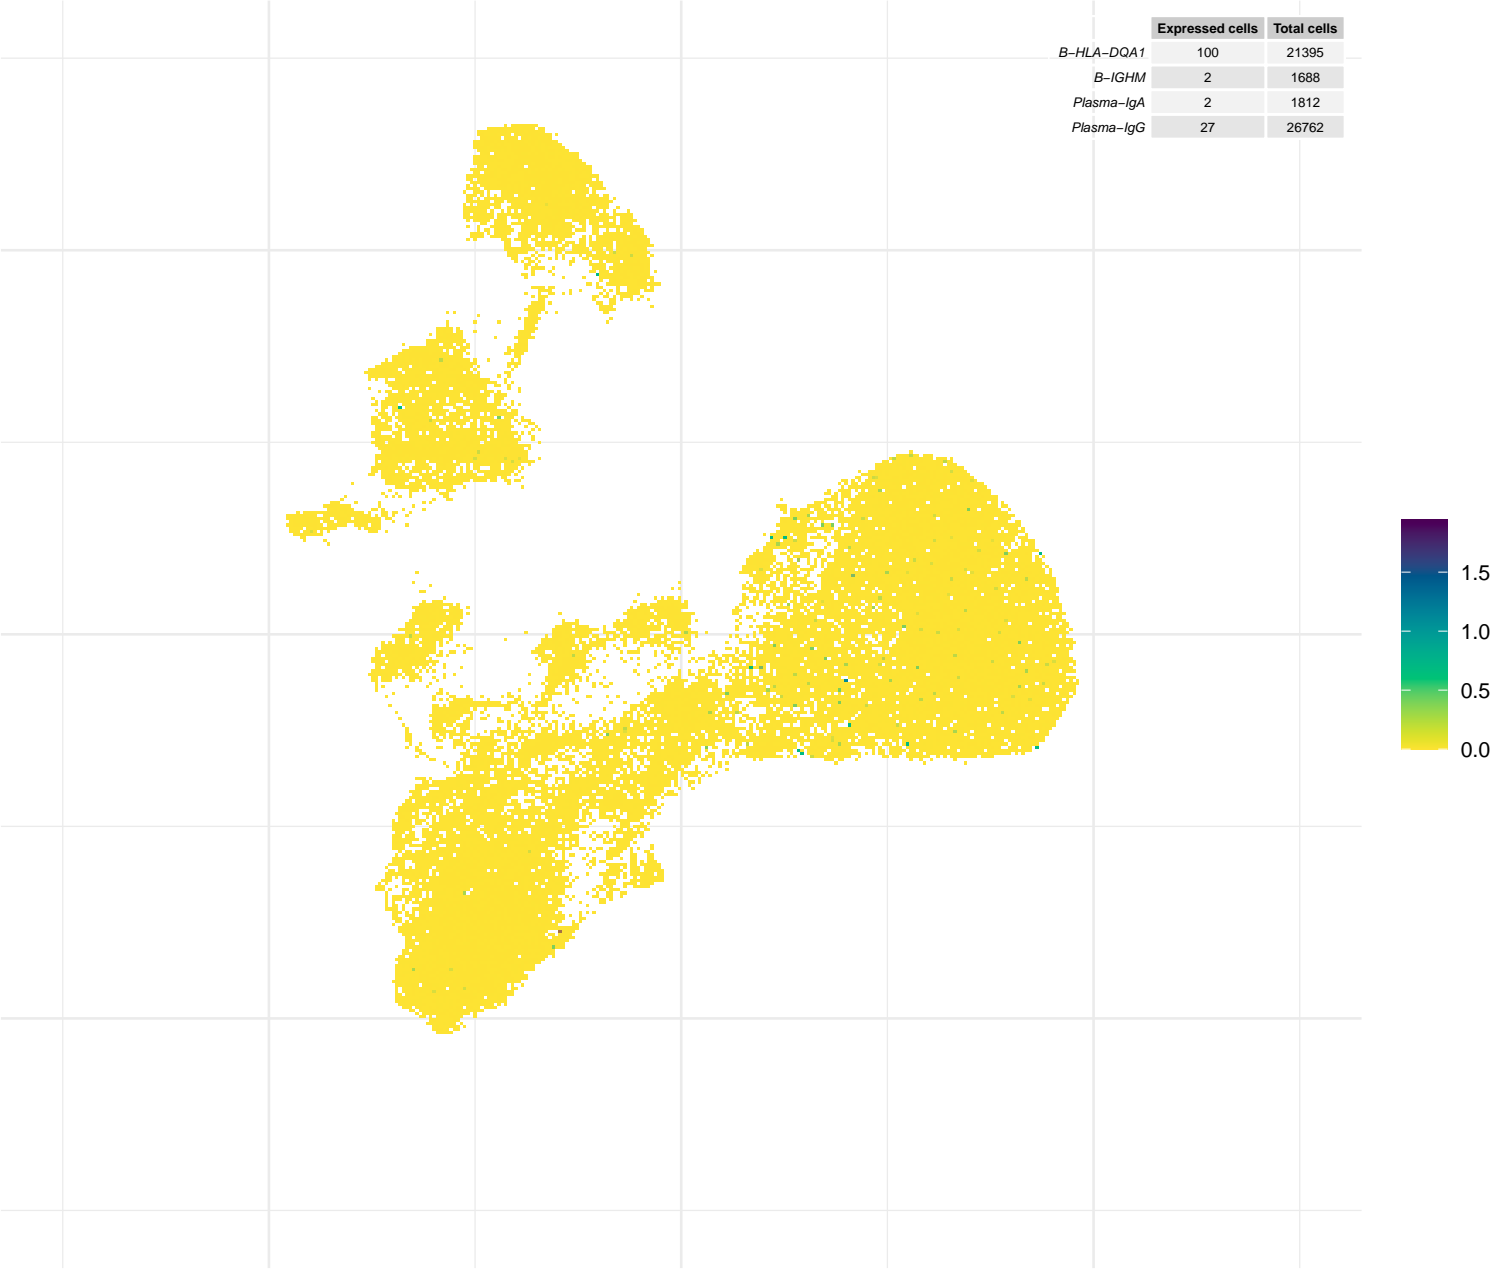 Expressed cells Total cells
B−HLA−DQA1 100 21395
B−IGHM 2 1688
Plasma−IgA 2 1812
Plasma−IgG 27 26762
1.5
1.0
0.5
0.0